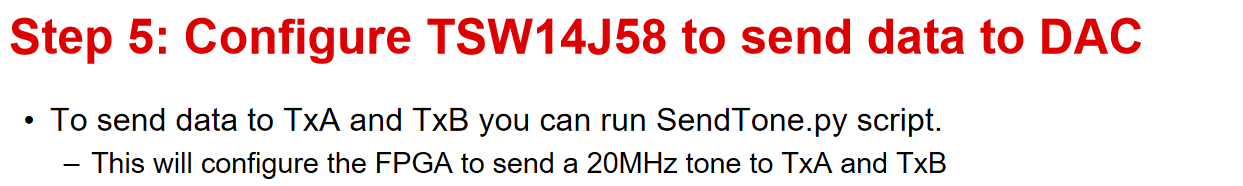 Step 5: Configure TSW14J58 to send data to DAC
• To send data to TxA and TxB you can run SendTone.py script.
– This will configure the FPGA to send a 20MHz tone to TxA and TxB